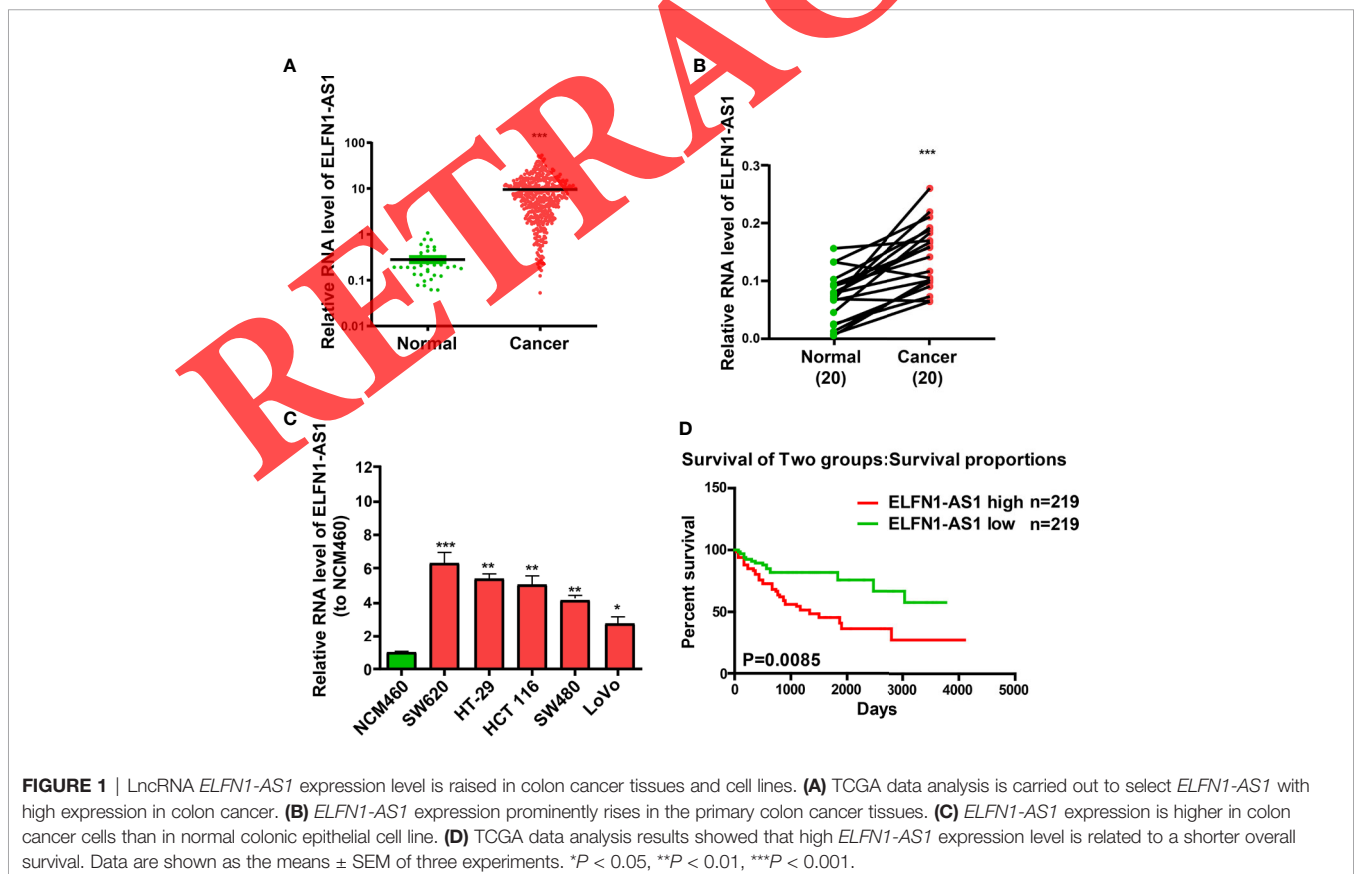 RETRAC
A
Relative RNA level of ELFN1-AS1
100
10
1
0.1
0.01
***
Normal
Cancer
B
Relative RNA level of ELFN1-AS1
0.3
0.2
0.1
0.0
***
Normal
(20)
Cancer
(20)
C
Relative RNA level of ELFN1-AS1
(to NCM460)
12
10
8
6
4
2
0
***
**
**
**
*
NCM460
SW620
HT-29
HCT 116
SW480
LoVo
D
Survival of Two groups:Survival proportions
Percent survival
150
100
50
0
ELFN1-AS1 high n=219
ELFN1-AS1 low n=219
P=0.0085
0 1000 2000 3000 4000 5000
Days
FIGURE 1 | LncRNA ELFN1-AS1 expression level is raised in colon cancer tissues and cell lines. (A) TCGA data analysis is carried out to select ELFN1-AS1 with
high expression in colon cancer. (B) ELFN1-AS1 expression prominently rises in the primary colon cancer tissues. (C) ELFN1-AS1 expression is higher in colon
cancer cells than in normal colonic epithelial cell line. (D) TCGA data analysis results showed that high ELFN1-AS1 expression level is related to a shorter overall
survival. Data are shown as the means ± SEM of three experiments. *P < 0.05, **P < 0.01, ***P < 0.001.